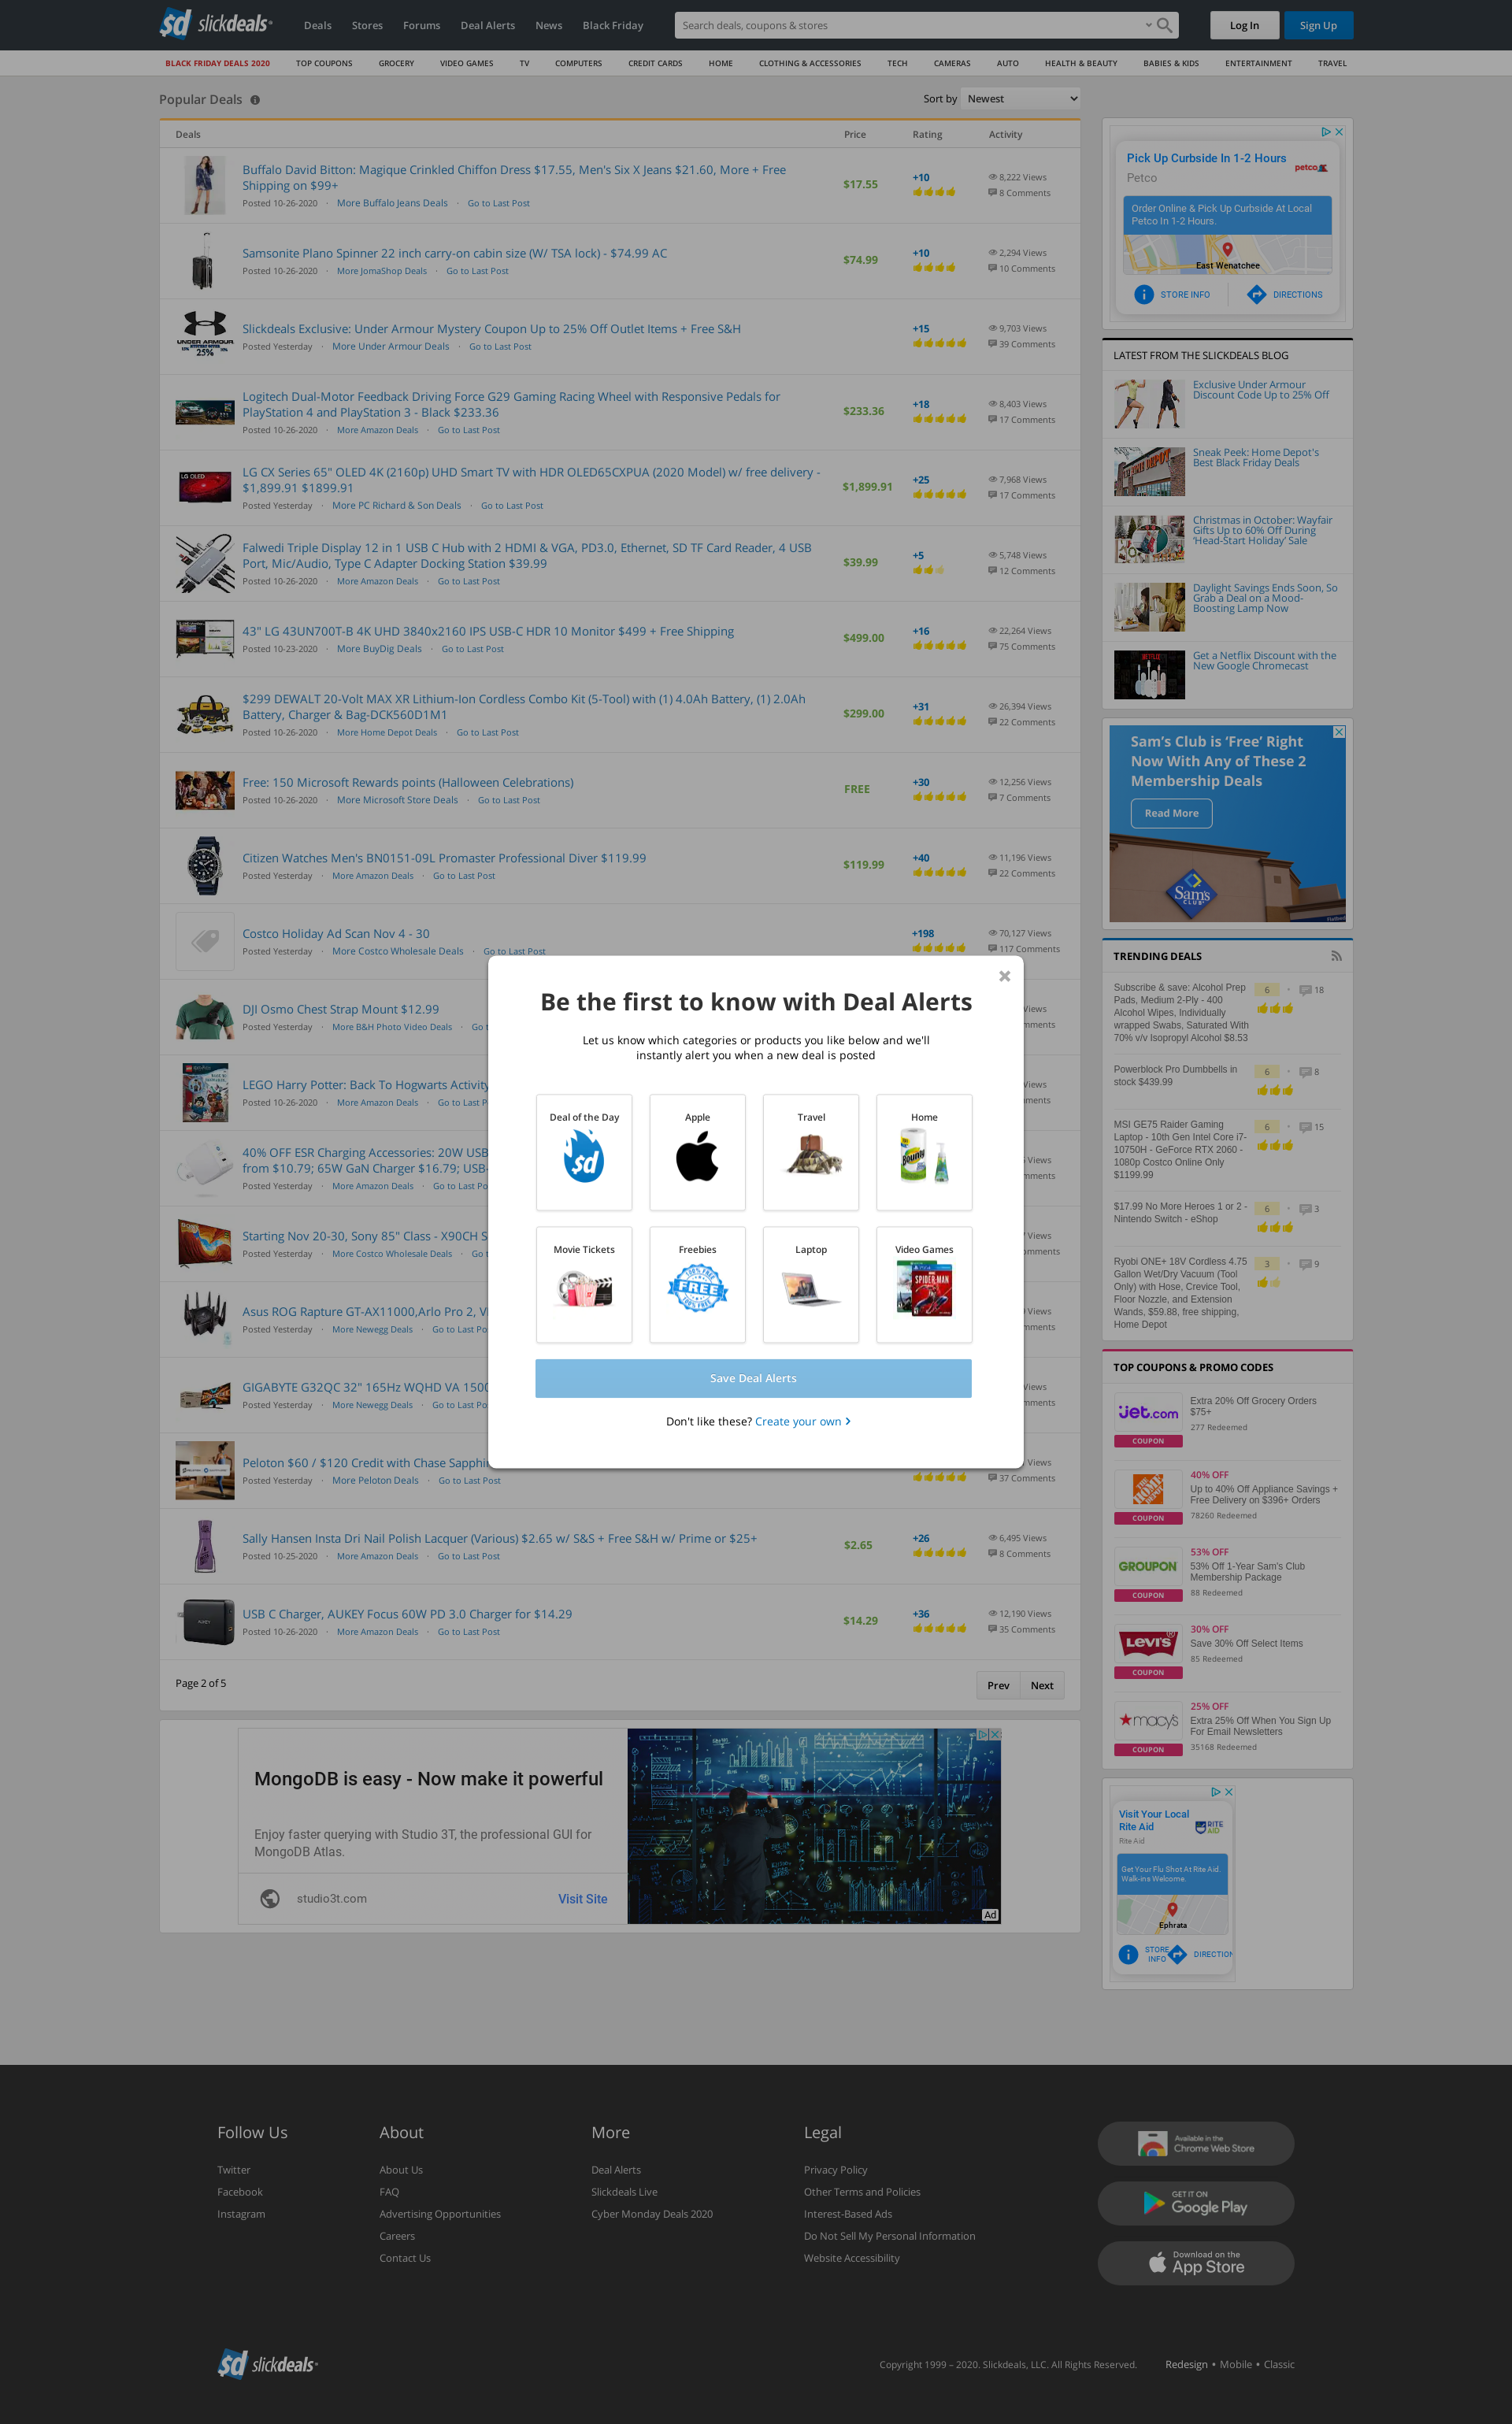 slickdeals
Deals
Stores
Forums
Deal Alerts
News
Black Friday
Search deals, coupons & stores
Log In
Sign Up
BLACK FRIDAY DEALS 2020
TOP COUPONS
GROCERY
VIDEO GAMES
TV
COMPUTERS
CREDIT CARDS
HOME
CLOTHING & ACCESSORIES
TECH
CAMERAS
AUTO
HEALTH & BEAUTY
BABIES & KIDS
ENTERTAINMENT
TRAVEL
Popular Deals
Sort by Newest
Deals Price Rating Activity
Buffalo David Bitton: Magique Crinkled Chiffon Dress $17.55, Men's Six X Jeans $21.60, More + Free
Shipping on $99+
Posted 10-26-2020 · More Buffalo Jeans Deals · Go to Last Post
$17.55
+10
8,222 Views
8 Comments
Samsonite Plano Spinner 22 inch carry-on cabin size (W/ TSA lock) - $74.99 AC
Posted 10-26-2020 · More JomaShop Deals · Go to Last Post
$74.99
+10
2,294 Views
10 Comments
UNDER ARMOUR
25%
Slickdeals Exclusive: Under Armour Mystery Coupon Up to 25% Off Outlet Items + Free S&H
Posted Yesterday · More Under Armour Deals · Go to Last Post
+15
9,703 Views
39 Comments
Logitech Dual-Motor Feedback Driving Force G29 Gaming Racing Wheel with Responsive Pedals for
PlayStation 4 and PlayStation 3 - Black $233.36
Posted 10-26-2020 · More Amazon Deals · Go to Last Post
$233.36
+18
8,403 Views
17 Comments
LG OLED
LG CX Series 65" OLED 4K (2160p) UHD Smart TV with HDR OLED65CXPUA (2020 Model) w/ free delivery -
$1,899.91 $1899.91
Posted Yesterday · More PC Richard & Son Deals · Go to Last Post
$1,899.91
+25
7,968 Views
17 Comments
Falwedi Triple Display 12 in 1 USB C Hub with 2 HDMI & VGA, PD3.0, Ethernet, SD TF Card Reader, 4 USB
Port, Mic/Audio, Type C Adapter Docking Station $39.99
Posted 10-26-2020 · More Amazon Deals · Go to Last Post
$39.99
+5
5,748 Views
12 Comments
43" LG 43UN700T-B 4K UHD 3840x2160 IPS USB-C HDR 10 Monitor $499 + Free Shipping
Posted 10-23-2020 · More BuyDig Deals · Go to Last Post
$499.00
+16
22,264 Views
75 Comments
$299 DEWALT 20-Volt MAX XR Lithium-Ion Cordless Combo Kit (5-Tool) with (1) 4.0Ah Battery, (1) 2.0Ah
Battery, Charger & Bag-DCK560D1M1
Posted 10-26-2020 · More Home Depot Deals · Go to Last Post
$299.00
+31
26,394 Views
22 Comments
Free: 150 Microsoft Rewards points (Halloween Celebrations)
Posted 10-26-2020 · More Microsoft Store Deals · Go to Last Post
FREE
+30
12,256 Views
7 Comments
Citizen Watches Men's BN0151-09L Promaster Professional Diver $119.99
Posted Yesterday · More Amazon Deals · Go to Last Post
$119.99
+40
11,196 Views
22 Comments
Costco Holiday Ad Scan Nov 4 - 30
Posted Yesterday · More Costco Wholesale Deals · Go to Last Post
+198
70,127 Views
117 Comments
DJI Osmo Chest Strap Mount $12.99
Posted Yesterday · More B&H Photo Video Deals · Go t
Views
mments
LEGO Harry Potter: Back To Hogwarts Activity
Posted 10-26-2020 · More Amazon Deals · Go to Last P
Views
mments
40% OFF ESR Charging Accessories: 20W USB
from $10.79; 65W GaN Charger $16.79; USB-
Posted Yesterday · More Amazon Deals · Go to Last Po
Views
mments
Starting Nov 20-30, Sony 85" Class - X90CH S
Posted Yesterday · More Costco Wholesale Deals · Go t
Views
omments
Asus ROG Rapture GT-AX11000,Arlo Pro 2, V
Posted Yesterday · More Newegg Deals · Go to Last Po
Views
mments
GIGABYTE G32QC 32" 165Hz WQHD VA 1500
Posted Yesterday · More Newegg Deals · Go to Last Po
Views
mments
Peloton $60 / $120 Credit with Chase Sapphi
Posted Yesterday · More Peloton Deals · Go to Last Post
Views
37 Comments
Sally Hansen Insta Dri Nail Polish Lacquer (Various) $2.65 w/ S&S + Free S&H w/ Prime or $25+
Posted 10-25-2020 · More Amazon Deals · Go to Last Post
$2.65
+26
6,495 Views
8 Comments
AUKEY
USB C Charger, AUKEY Focus 60W PD 3.0 Charger for $14.29
Posted 10-26-2020 · More Amazon Deals · Go to Last Post
$14.29
+36
12,190 Views
35 Comments
Page 2 of 5
Prev
Next
Be the first to know with Deal Alerts
Let us know which categories or products you like below and we'll
instantly alert you when a new deal is posted
Deal of the Day
sd
Apple
Travel
Home
Bounty
Movie Tickets
Freebies
100% FREE
FREE
Laptop
Video Games
SPIDER-MAN
Save Deal Alerts
Don't like these? Create your own
MongoDB is easy - Now make it powerful
Enjoy faster querying with Studio 3T, the professional GUI for
MongoDB Atlas.
studio3t.com
Visit Site
Ad
Pick Up Curbside In 1-2 Hours
Petco
petco
Order Online & Pick Up Curbside At Local
Petco In 1-2 Hours.
East Wenatchee
STORE INFO
DIRECTIONS
LATEST FROM THE SLICKDEALS BLOG
Exclusive Under Armour
Discount Code Up to 25% Off
Sneak Peek: Home Depot's
Best Black Friday Deals
Christmas in October: Wayfair
Gifts Up to 60% Off During
'Head-Start Holiday' Sale
Daylight Savings Ends Soon, So
Grab a Deal on a Mood-
Boosting Lamp Now
NETFLIX
Get a Netflix Discount with the
New Google Chromecast
Sam's Club is 'Free' Right
Now With Any of These 2
Membership Deals
Read More
Sam's
CLUB
TRENDING DEALS
Subscribe & save: Alcohol Prep
Pads, Medium 2-Ply - 400
Alcohol Wipes, Individually
wrapped Swabs, Saturated With
70% v/v Isopropyl Alcohol $8.53
6 · 18
Powerblock Pro Dumbbells in
stock $439.99
6 · 8
MSI GE75 Raider Gaming
Laptop - 10th Gen Intel Core i7-
10750H - GeForce RTX 2060 -
1080p Costco Online Only
$1199.99
6 · 15
$17.99 No More Heroes 1 or 2 -
Nintendo Switch - eShop
6 · 3
Ryobi ONE+ 18V Cordless 4.75
Gallon Wet/Dry Vacuum (Tool
Only) with Hose, Crevice Tool,
Floor Nozzle, and Extension
Wands, $59.88, free shipping,
Home Depot
3 · 9
TOP COUPONS & PROMO CODES
jet.com
COUPON
Extra 20% Off Grocery Orders
$75+
277 Redeemed
THE HOME DEPOT
COUPON
40% OFF
Up to 40% Off Appliance Savings +
Free Delivery on $396+ Orders
78260 Redeemed
GROUPON
COUPON
53% OFF
53% Off 1-Year Sam's Club
Membership Package
88 Redeemed
LEVI'S
COUPON
30% OFF
Save 30% Off Select Items
85 Redeemed
macy's
COUPON
25% OFF
Extra 25% Off When You Sign Up
For Email Newsletters
35168 Redeemed
Visit Your Local
Rite Aid
Rite Aid
RITE
AID
Get Your Flu Shot At Rite Aid.
Walk-ins Welcome.
Ephrata
STORE
INFO
DIRECTION
Follow Us
Twitter
Facebook
Instagram
About
About Us
FAQ
Advertising Opportunities
Careers
Contact Us
More
Deal Alerts
Slickdeals Live
Cyber Monday Deals 2020
Legal
Privacy Policy
Other Terms and Policies
Interest-Based Ads
Do Not Sell My Personal Information
Website Accessibility
Available in the
Chrome Web Store
GET IT ON
Google Play
Download on the
App Store
slickdeals
Copyright 1999 – 2020. Slickdeals, LLC. All Rights Reserved.
Redesign • Mobile • Classic